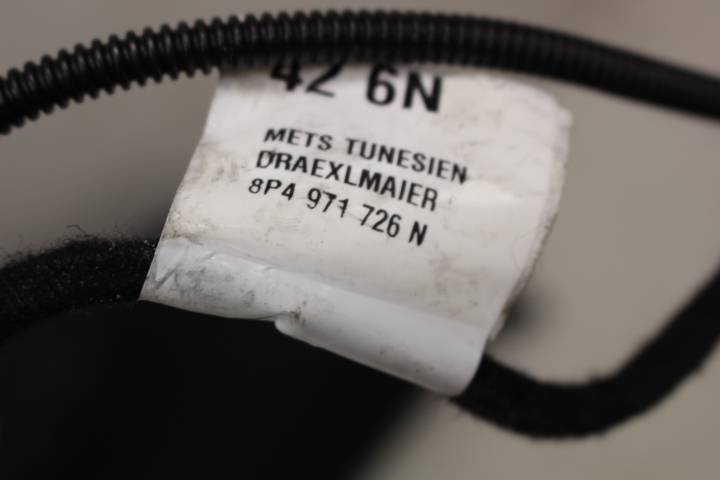 42 6N
METS TUNESIEN
DRAEXLMAIER
8P4 971 726 N